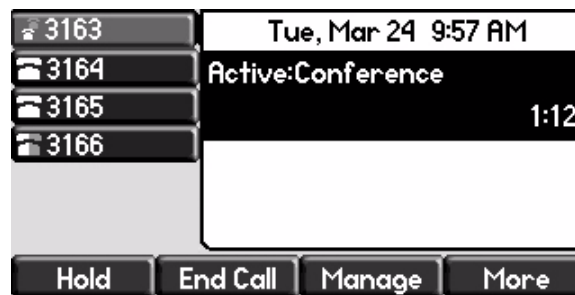 3163
Tue, Mar 24 9:57 AM
3164
Active:Conference
3165
1:12
3166
Hold
End Call
Manage
More